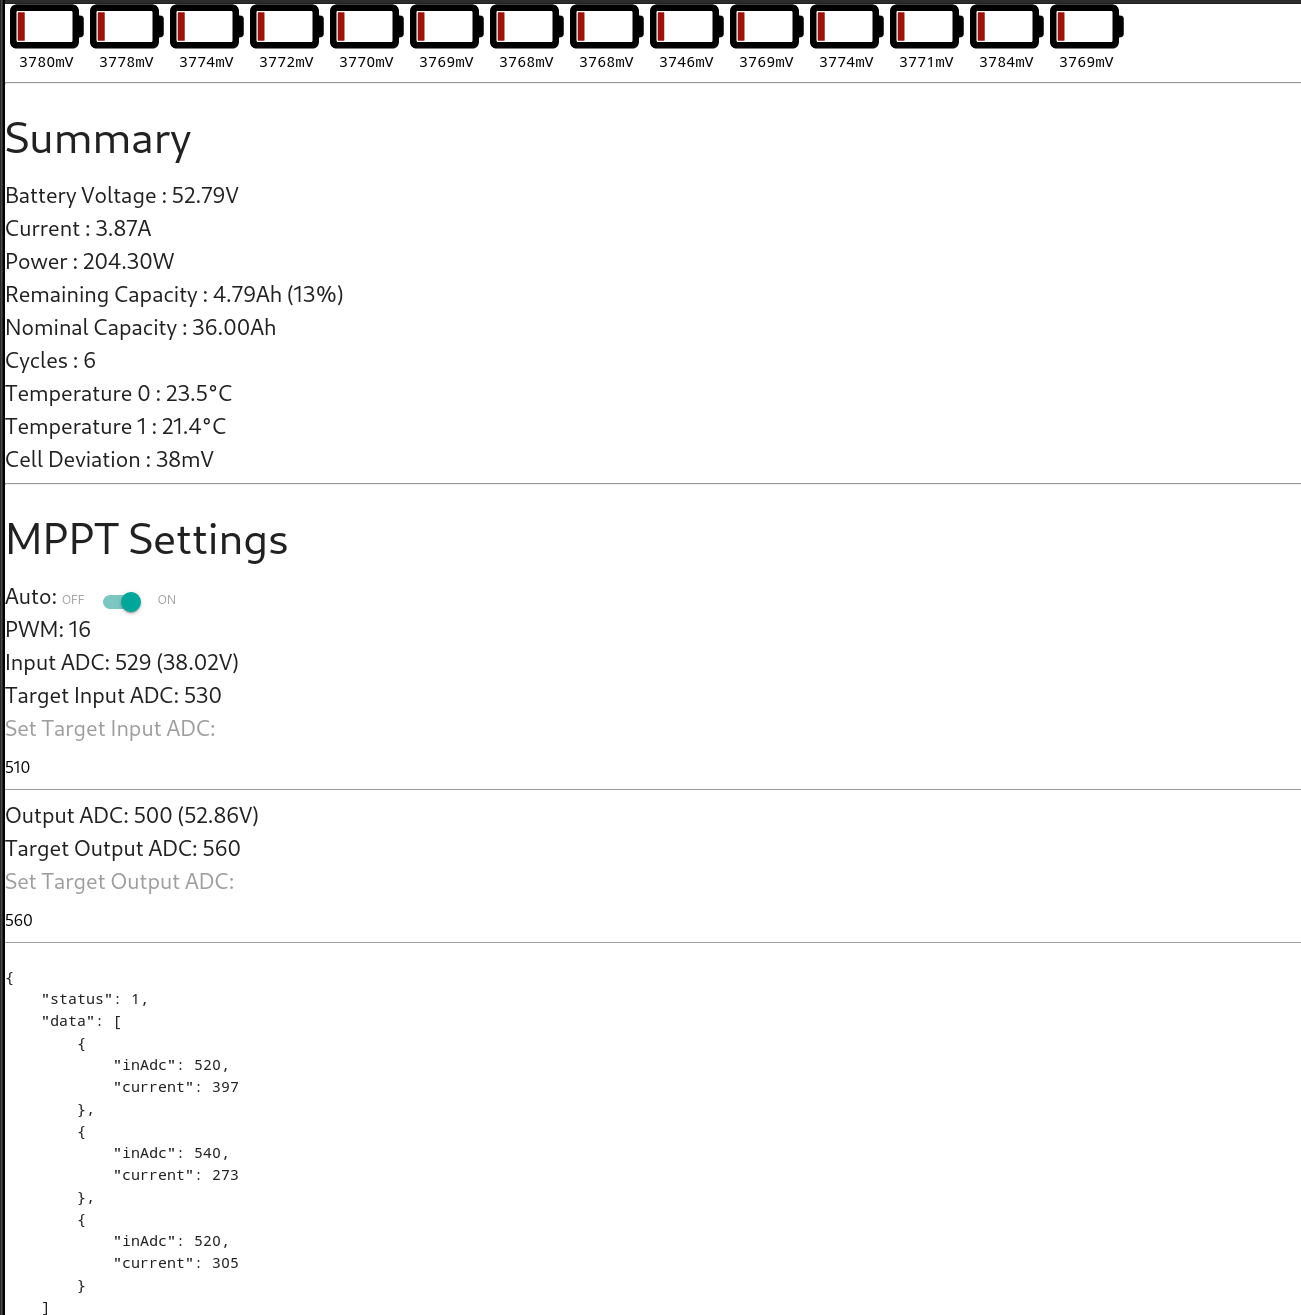 3780mV 3778mV 3774mV 3772mV 3770mV 3769mV 3768mV 3768mV 3746mV 3769mV 3774mV 3771mV 3784mV 3769mV
Summary
Battery Voltage : 52.79V
Current : 3.87A
Power : 204.30W
Remaining Capacity : 4.79Ah (13%)
Nominal Capacity : 36.00Ah
Cycles : 6
Temperature 0 : 23.5°C
Temperature 1 : 21.4°C
Cell Deviation : 38mV
MPPT Settings
Auto: OFF ON
PWM: 16
Input ADC: 529 (38.02V)
Target Input ADC: 530
Set Target Input ADC:
510
Output ADC: 500 (52.86V)
Target Output ADC: 560
Set Target Output ADC:
560
{
    "status": 1,
    "data": [
        {
            "inAdc": 520,
            "current": 397
        },
        {
            "inAdc": 540,
            "current": 273
        },
        {
            "inAdc": 520,
            "current": 305
        }
    ]